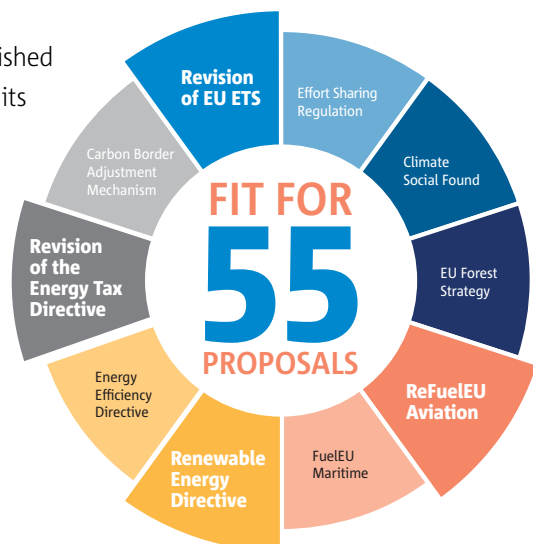 ished
its
Revision
of EU ETS
Effort Sharing
Regulation
Climate
Social Found
EU Forest
Strategy
ReFuelEU
Aviation
FuelEU
Maritime
Renewable
Energy
Directive
Energy
Efficiency
Directive
Revision
of the
Energy Tax
Directive
Carbon Border
Adjustment
Mechanism
FIT FOR
55
PROPOSALS